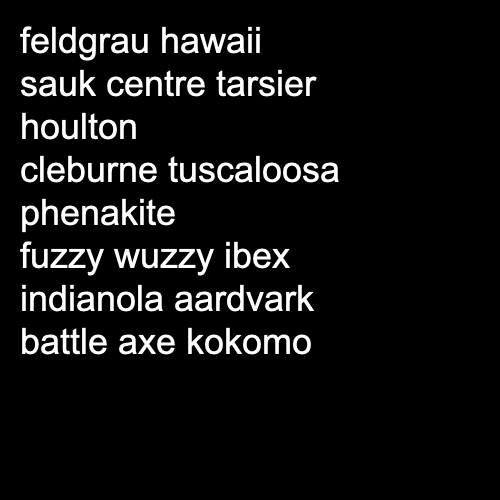 feldgrau hawaii
sauk centre tarsier
houlton
cleburne tuscaloosa
phenakite
fuzzy wuzzy ibex
indianola aardvark
battle axe kokomo